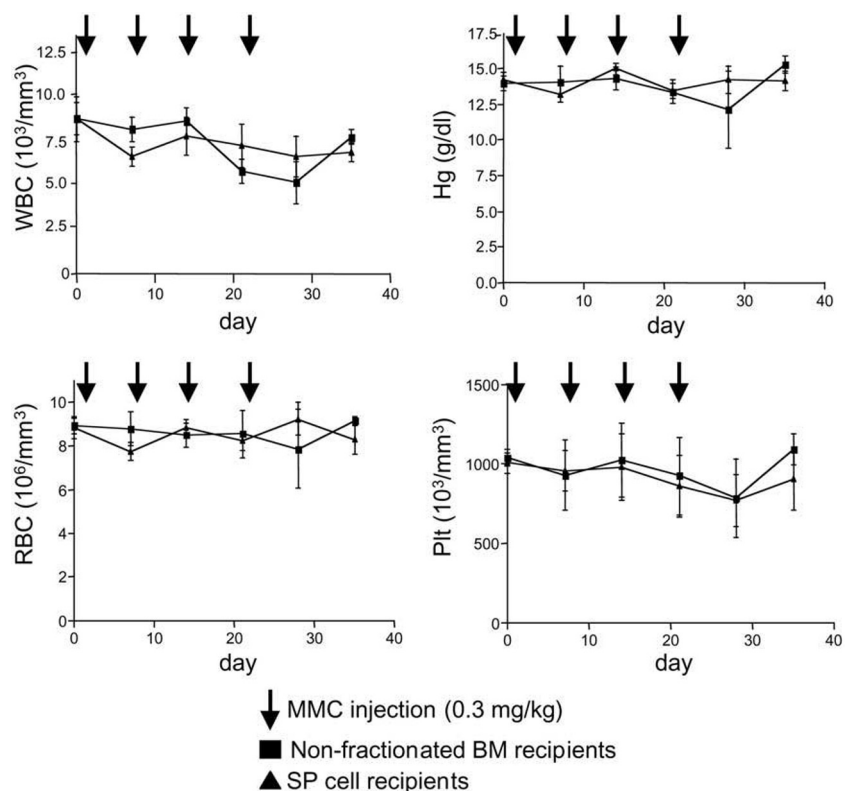 WBC (10³/mm³)
12.5
10.0
7.5
5.0
2.5
0
0 10 20 30 40
day
Hg (g/dl)
17.5
15.0
12.5
10.0
7.5
5.0
12.5
0.0
0 10 20 30 40
day
RBC (10⁶/mm³)
10
8
6
4
2
0
0 10 20 30 40
day
Plt (10³/mm³)
1500
1000
500
0
0 10 20 30 40
day
MMC injection (0.3 mg/kg)
Non-fractionated BM recipients
SP cell recipients